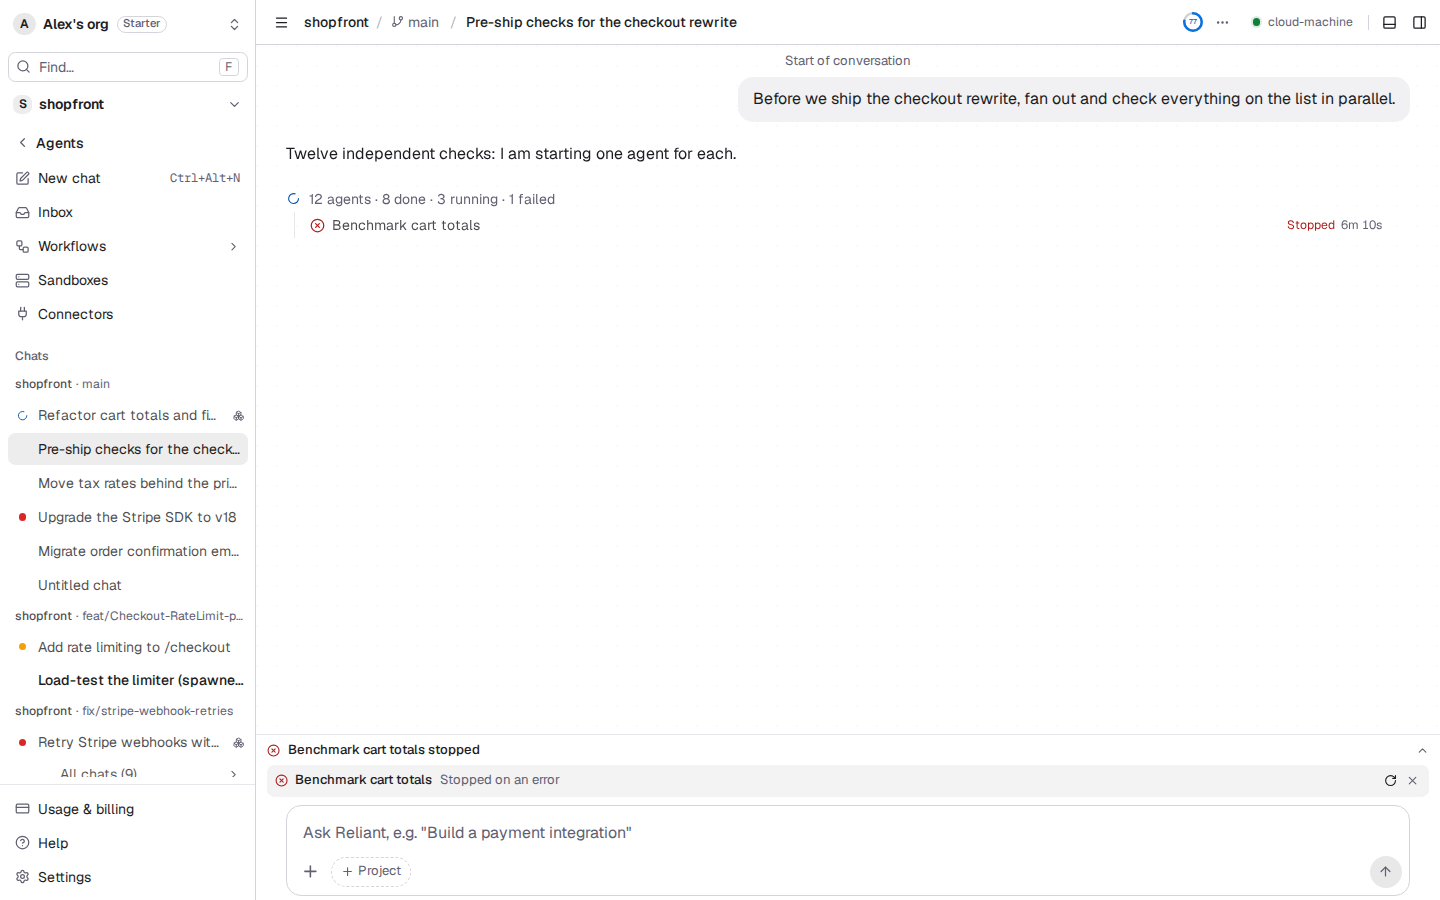 A Alex's org Starter
Find... F
S shopfront
Agents
New chat Ctrl+Alt+N
Inbox
Workflows
Sandboxes
Connectors
Chats
shopfront · main
Refactor cart totals and fi...
Pre-ship checks for the check...
Move tax rates behind the pri...
Upgrade the Stripe SDK to v18
Migrate order confirmation em...
Untitled chat
shopfront · feat/Checkout-RateLimit-p...
Add rate limiting to /checkout
Load-test the limiter (spawne...
shopfront · fix/stripe-webhook-retries
Retry Stripe webhooks wit...
All chats (9)
Usage & billing
Help
Settings
shopfront / main / Pre-ship checks for the checkout rewrite
77 cloud-machine
Start of conversation
Before we ship the checkout rewrite, fan out and check everything on the list in parallel.
Twelve independent checks: I am starting one agent for each.
12 agents · 8 done · 3 running · 1 failed
Benchmark cart totals Stopped 6m 10s
Benchmark cart totals stopped
Benchmark cart totals Stopped on an error
Ask Reliant, e.g. "Build a payment integration"
Project